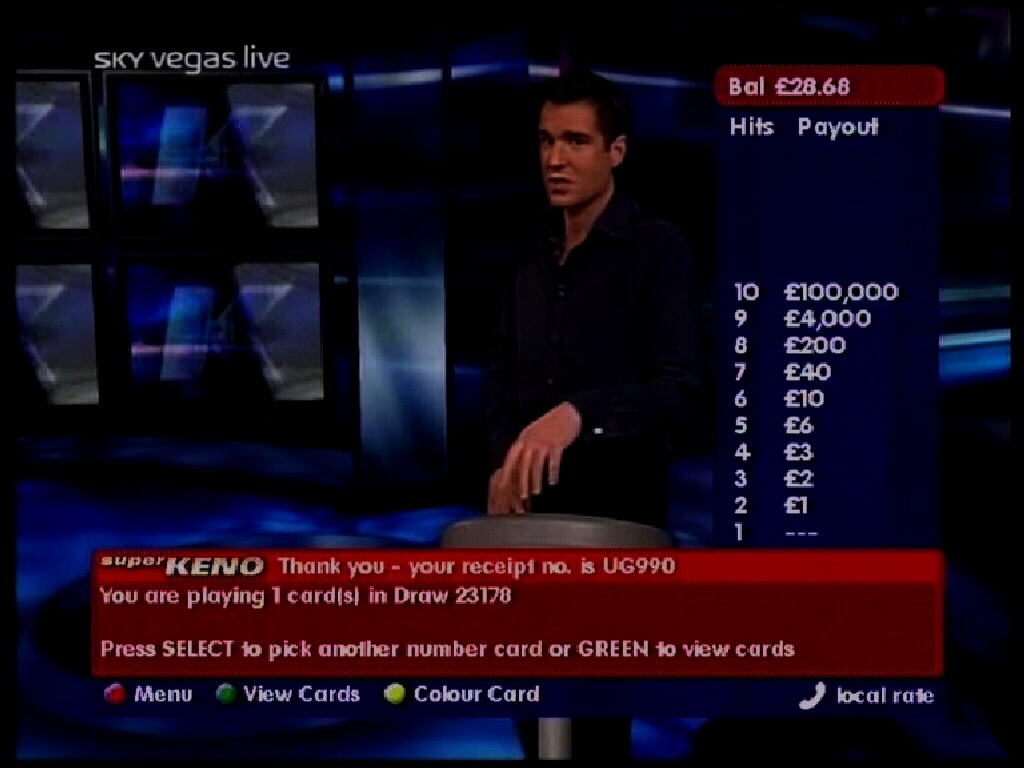 sky vegas live
Bal £28.68
Hits Payout
10 £100,000
9 £4,000
8 £200
7 £40
6 £10
5 £6
4 £3
3 £2
2 £1
1 ---
super KENO Thank you - your receipt no. is UG990
You are playing 1 card(s) in Draw 23178
Press SELECT to pick another number card or GREEN to view cards
Menu View Cards Colour Card local rate